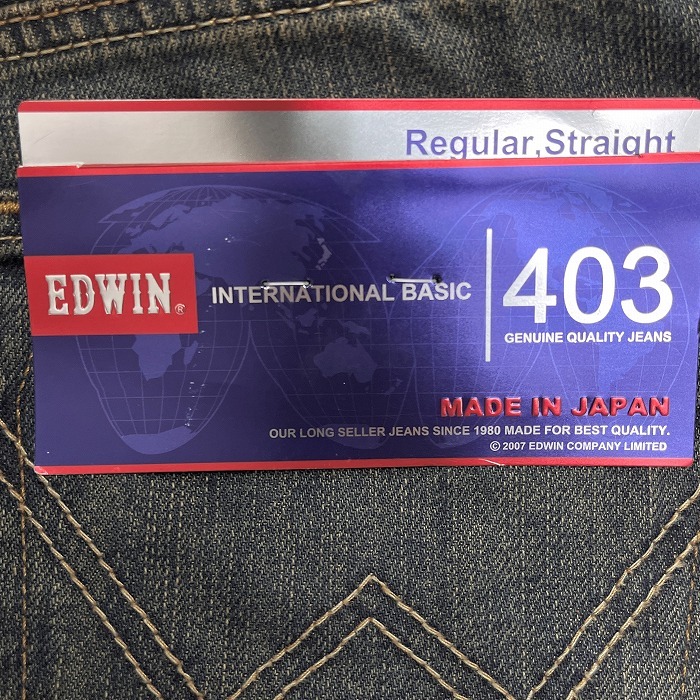 Regular,Straight
EDWIN®
INTERNATIONAL BASIC
403
GENUINE QUALITY JEANS
MADE IN JAPAN
OUR LONG SELLER JEANS SINCE 1980 MADE FOR BEST QUALITY.
© 2007 EDWIN COMPANY LIMITED